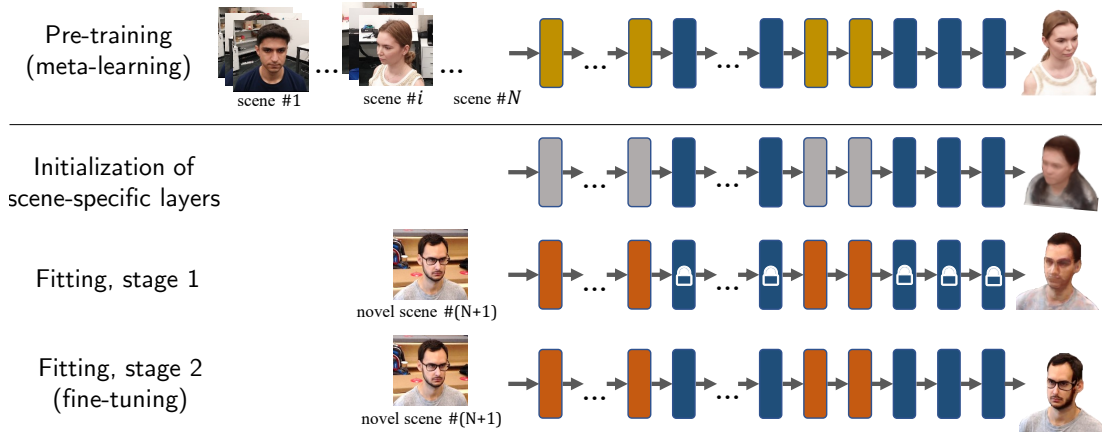 Pre-training
(meta-learning)
... ...
scene #1 scene #i scene #N
... ...
Initialization of
scene-specific layers
... ...
Fitting, stage 1
... ...
novel scene #(N+1)
Fitting, stage 2
(fine-tuning)
... ...
novel scene #(N+1)